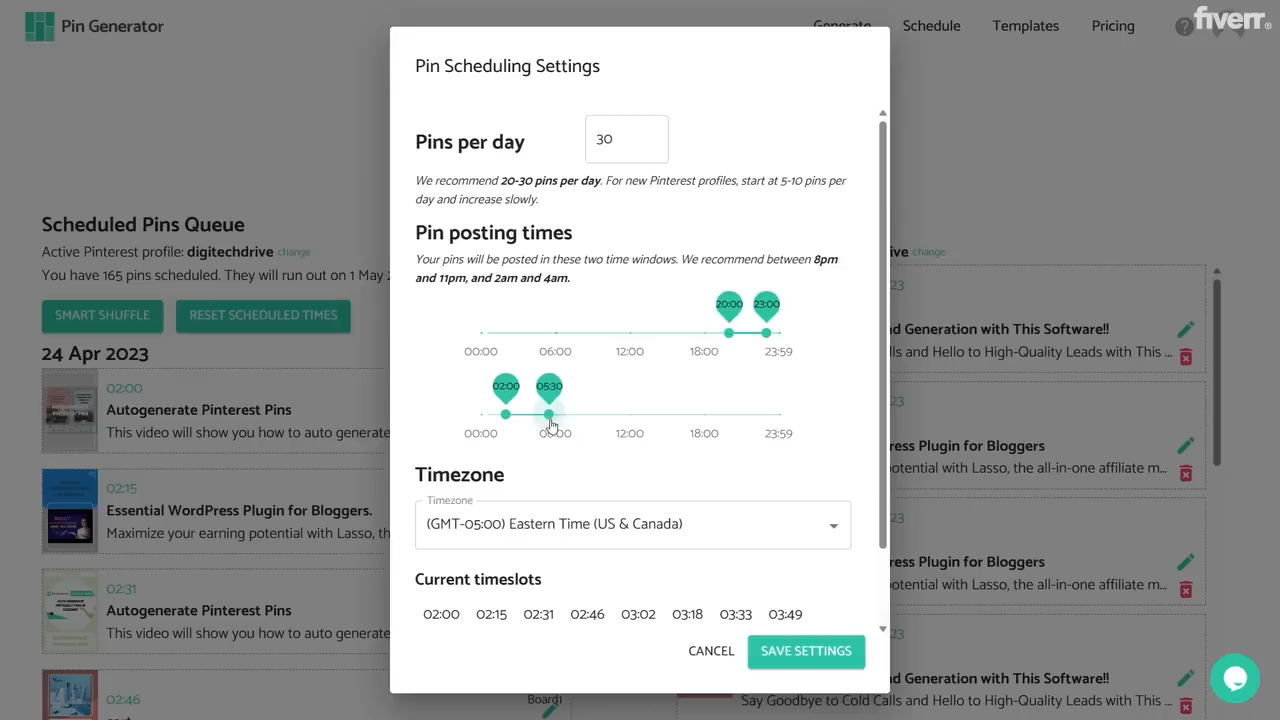 Pin Generator
Generate
Schedule
Templates
Pricing
?
fiverr®
Pin Scheduling Settings
Pins per day
30
We recommend 20-30 pins per day. For new Pinterest profiles, start at 5-10 pins per
day and increase slowly.
Pin posting times
Your pins will be posted in these two time windows. We recommend between 8pm
and 11pm, and 2am and 4am.
20:00 23:00
00:00 06:00 12:00 18:00 23:59
02:00 05:30
00:00 06:00 12:00 18:00 23:59
Timezone
Timezone
(GMT-05:00) Eastern Time (US & Canada)
Current timeslots
02:00 02:15 02:31 02:46 03:02 03:18 03:33 03:49
CANCEL
SAVE SETTINGS
Scheduled Pins Queue
Active Pinterest profile: digitechdrive change
You have 165 pins scheduled. They will run out on 1 May
SMART SHUFFLE
RESET SCHEDULED TIMES
24 Apr 2023
02:00
Autogenerate Pinterest Pins
This video will show you how to auto generate
02:15
Essential WordPress Plugin for Bloggers.
Maximize your earning potential with Lasso, th
02:31
Autogenerate Pinterest Pins
This video will show you how to auto generate
02:46
Board1
ive change
23
nd Generation with This Software!!
lls and Hello to High-Quality Leads with This ...
23
ress Plugin for Bloggers
potential with Lasso, the all-in-one affiliate m...
23
ress Plugin for Bloggers
potential with Lasso, the all-in-one affiliate m...
23
nd Generation with This Software!!
Say Goodbye to Cold Calls and Hello to High-Quality Leads with This ...